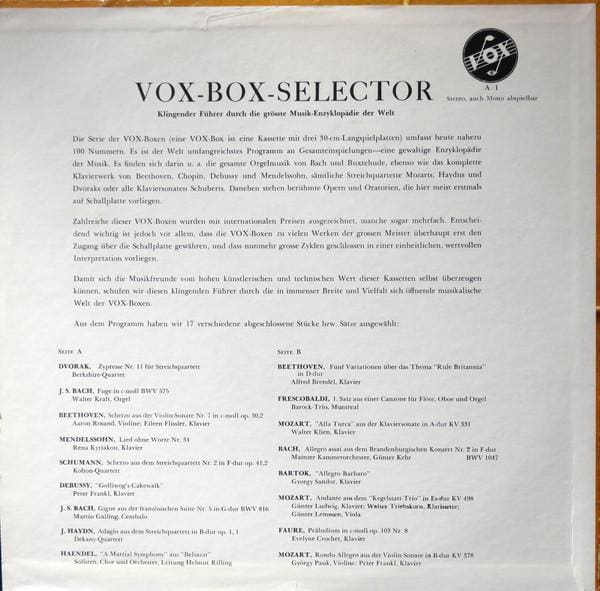 VOX
A-1
Stereo, auch Mono abspielbar
VOX-BOX-SELECTOR
Klingender Führer durch die grösste Musik-Enzyklopädie der Welt
Die Serie der VOX-Boxen (eine VOX-Box ist eine Kassette mit drei 30-cm-Langspielplatten) umfasst heute nahezu
100 Nummern. Es ist der Welt umfangreichstes Programm an Gesamteinspielungen—eine gewaltige Enzyklopädie
der Musik. Es finden sich darin u. a. die gesamte Orgelmusik von Bach und Buxtehude, ebenso wie das komplette
Klavierwerk von Beethoven, Chopin, Debussy und Mendelssohn, sämtliche Streichquartette Mozarts, Haydns und
Dvoraks oder alle Klaviersonaten Schuberts. Daneben stehen berühmte Opern und Oratorien, die hier meist erstmals
auf Schallplatte vorliegen.
Zahlreiche dieser VOX-Boxen wurden mit internationalen Preisen ausgezeichnet, manche sogar mehrfach. Entschei-
dend wichtig ist jedoch vor allem, dass die VOX-Boxen zu vielen Werken der grossen Meister überhaupt erst den
Zugang über die Schallplatte gewähren, und dass nunmehr grosse Zyklen geschlossen in einer einheitlichen, wertvollen
Interpretation vorliegen.
Damit sich die Musikfreunde vom hohen künstlerischen und technischen Wert dieser Kassetten selbst überzeugen
können, schufen wir diesen klingenden Führer durch die in immenser Breite und Vielfalt sich öffnende musikalische
Welt der VOX-Boxen.
Aus dem Programm haben wir 17 verschiedene abgeschlossene Stücke bzw. Sätze ausgewählt:
SEITE A
DVORAK, Zypresse Nr. 11 für Streichquartett
Berkshire-Quartet
J. S. BACH, Fuge in c-moll BWV 575
Walter Kraft, Orgel
BEETHOVEN, Scherzo aus der Violin-Sonate Nr. 7 in c-moll op. 30,2
Aaron Rosand, Violine; Eileen Flissler, Klavier
MENDELSSOHN, Lied ohne Worte Nr. 34
Rena Kyriakou, Klavier
SCHUMANN, Scherzo aus dem Streichquartett Nr. 2 in F-dur op. 41,2
Kohon-Quartett
DEBUSSY, "Golliwog's Cakewalk"
Peter Frankl, Klavier
J. S. BACH, Gigue aus der französischen Suite Nr. 5 in G-dur BWV 816
Martin Galling, Cembalo
J. HAYDN, Adagio aus dem Streichquartett in B-dur op. 1, 1
Dekany-Quartett
HAENDEL, "A Martial Symphony" aus "Belsazar"
Solisten, Chor und Orchester, Leitung Helmut Rilling
SEITE B
BEETHOVEN, Fünf Variationen über das Thema "Rule Britannia"
in D-dur
Alfred Brendel, Klavier
FRESCOBALDI, 1. Satz aus einer Canzone für Flöte, Oboe und Orgel
Barock-Trio, Montreal
MOZART, "Alla Turca" aus der Klaviersonate in A-dur KV 331
Walter Klien, Klavier
BACH, Allegro assai aus dem Brandenburgischen Konzert Nr. 2 in F-dur
Mainzer Kammerorchester, Günter Kehr BWV 1047
BARTOK, "Allegro Barbaro"
György Sandor, Klavier
MOZART, Andante aus dem "Kegelstatt-Trio" in Es-dur KV 498
Günter Ludwig, Klavier; Walter Triebskorn, Klarinette;
Günter Lemmen, Viola
FAURE, Präludium in c-moll op. 103 Nr. 8
Evelyne Crochet, Klavier
MOZART, Rondo Allegro aus der Violin-Sonate in B-dur KV 378
György Pauk, Violine; Peter Frankl, Klavier